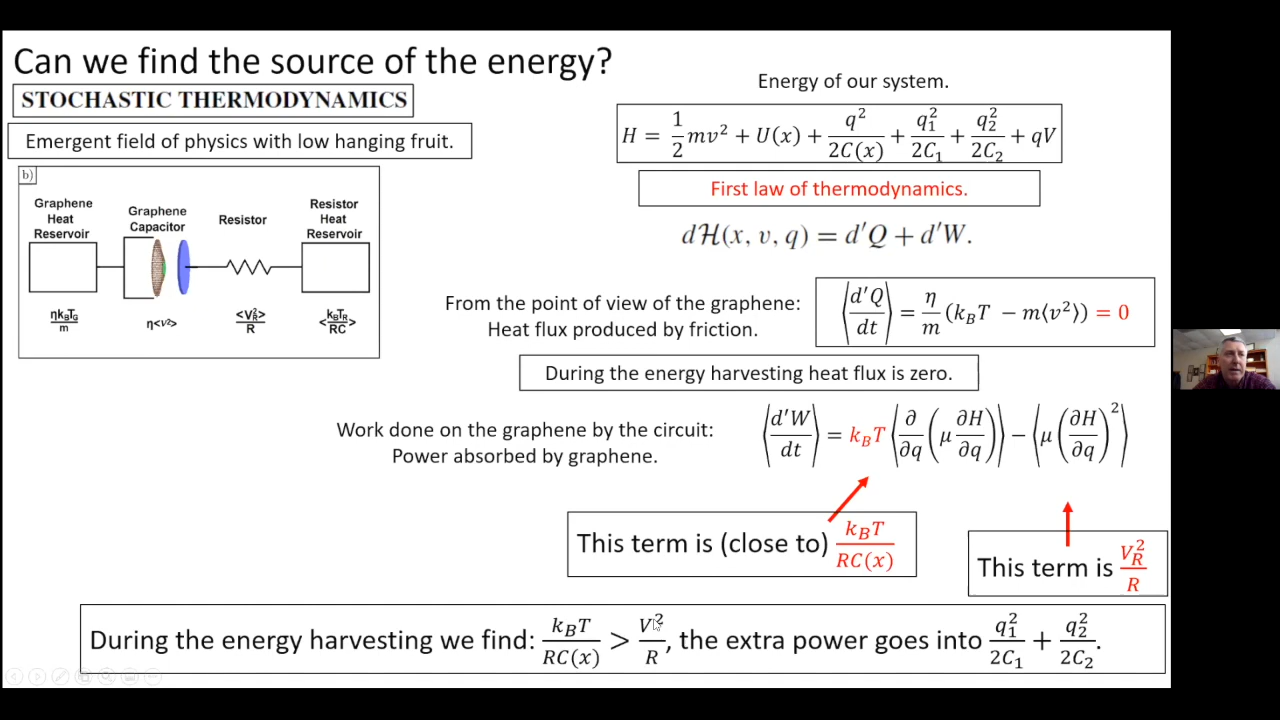 Can we find the source of the energy?
STOCHASTIC THERMODYNAMICS
Emergent field of physics with low hanging fruit.
b)
Graphene Heat Reservoir
Graphene Capacitor
Resistor
Resistor Heat Reservoir
ηk_BT_G/m
η<v²>
<V_R²>/R
<k_BT_R/RC>
Energy of our system.
H = 1/2 mv² + U(x) + q²/2C(x) + q₁²/2C₁ + q₂²/2C₂ + qV
First law of thermodynamics.
dℋ(x, v, q) = d′Q + d′W.
From the point of view of the graphene:
Heat flux produced by friction.
⟨d′Q/dt⟩ = η/m (k_BT − m⟨v²⟩) = 0
During the energy harvesting heat flux is zero.
Work done on the graphene by the circuit:
Power absorbed by graphene.
⟨d′W/dt⟩ = k_BT ⟨∂/∂q (μ ∂H/∂q)⟩ − ⟨μ (∂H/∂q)²⟩
This term is (close to) k_BT/RC(x)
This term is V_R²/R
During the energy harvesting we find: k_BT/RC(x) > V²/R, the extra power goes into q₁²/2C₁ + q₂²/2C₂.